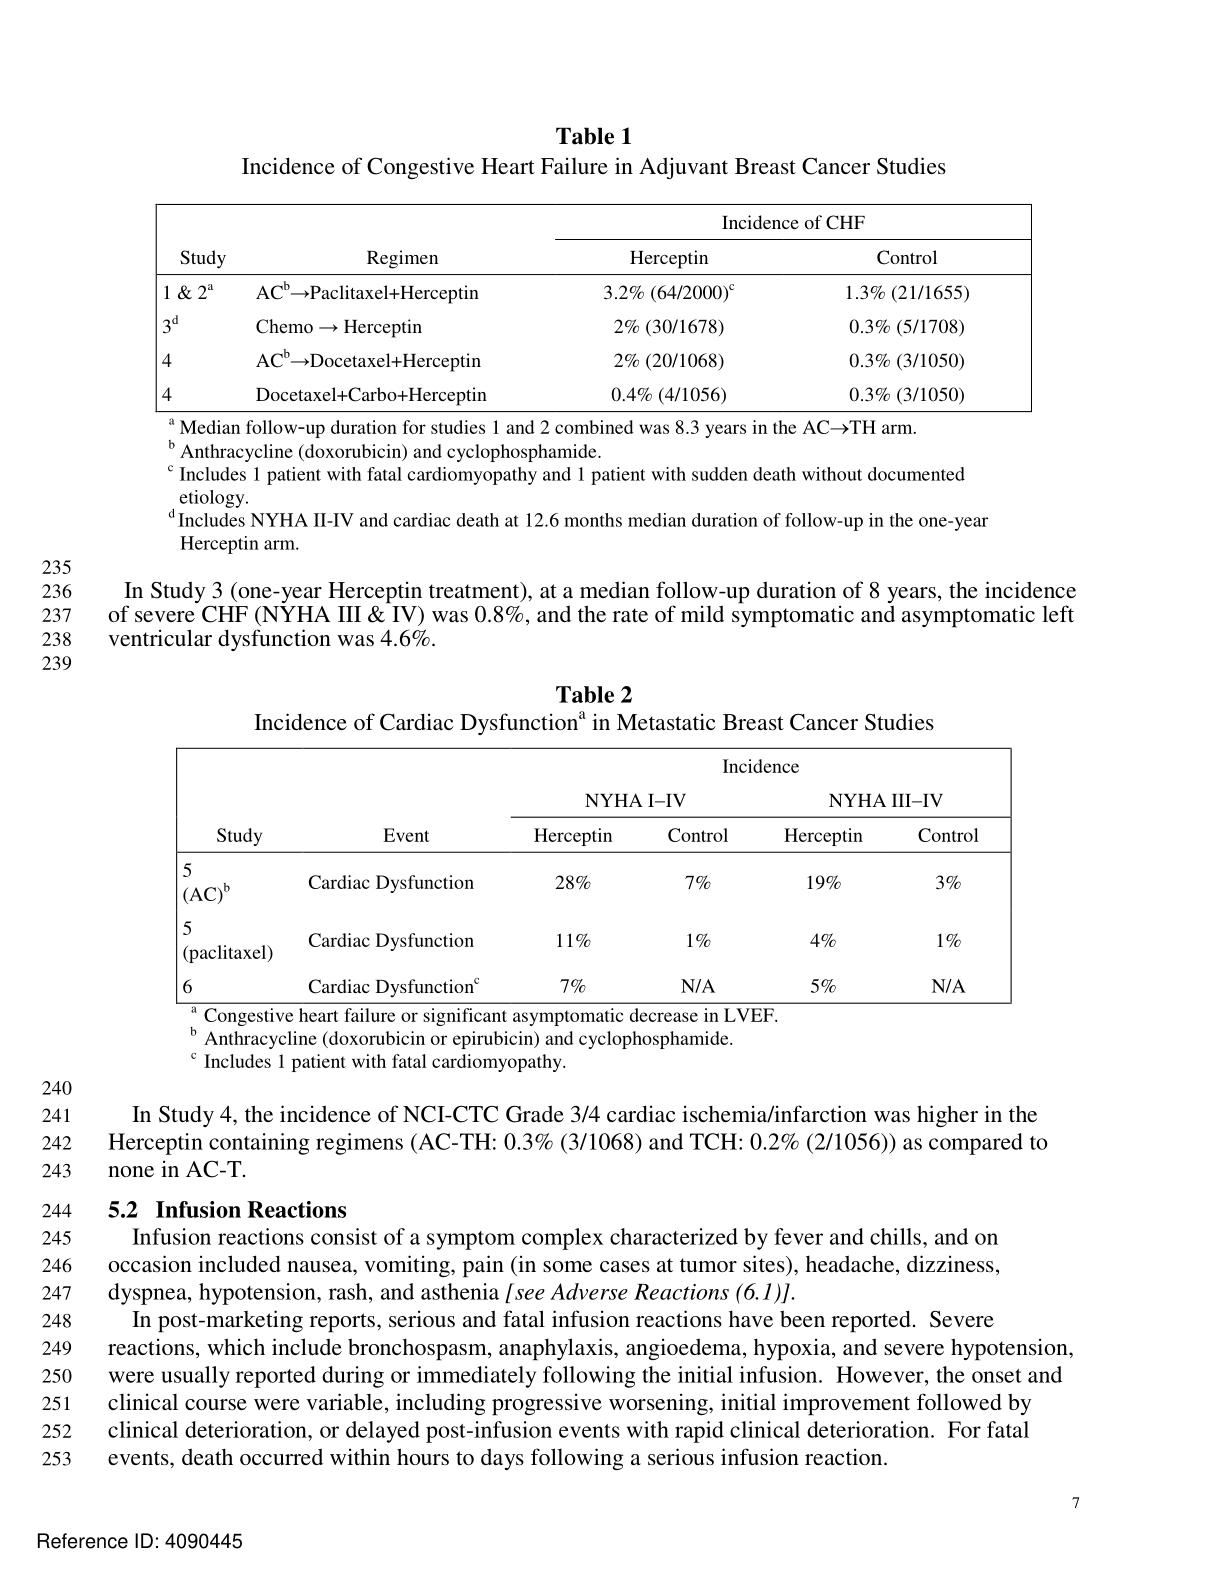 Table 1
Incidence of Congestive Heart Failure in Adjuvant Breast Cancer Studies
Incidence of CHF
Study Regimen Herceptin Control
1 & 2a ACb→Paclitaxel+Herceptin 3.2% (64/2000)c 1.3% (21/1655)
3d Chemo → Herceptin 2% (30/1678) 0.3% (5/1708)
4 ACb→Docetaxel+Herceptin 2% (20/1068) 0.3% (3/1050)
4 Docetaxel+Carbo+Herceptin 0.4% (4/1056) 0.3% (3/1050)
a Median follow-up duration for studies 1 and 2 combined was 8.3 years in the AC→TH arm.
b Anthracycline (doxorubicin) and cyclophosphamide.
c Includes 1 patient with fatal cardiomyopathy and 1 patient with sudden death without documented
etiology.
d Includes NYHA II-IV and cardiac death at 12.6 months median duration of follow-up in the one-year
Herceptin arm.
235
236 In Study 3 (one-year Herceptin treatment), at a median follow-up duration of 8 years, the incidence
237 of severe CHF (NYHA III & IV) was 0.8%, and the rate of mild symptomatic and asymptomatic left
238 ventricular dysfunction was 4.6%.
239
Table 2
Incidence of Cardiac Dysfunctiona in Metastatic Breast Cancer Studies
Incidence
NYHA I–IV NYHA III–IV
Study Event Herceptin Control Herceptin Control
5
(AC)b Cardiac Dysfunction 28% 7% 19% 3%
5
(paclitaxel) Cardiac Dysfunction 11% 1% 4% 1%
6 Cardiac Dysfunctionc 7% N/A 5% N/A
a Congestive heart failure or significant asymptomatic decrease in LVEF.
b Anthracycline (doxorubicin or epirubicin) and cyclophosphamide.
c Includes 1 patient with fatal cardiomyopathy.
240
241 In Study 4, the incidence of NCI-CTC Grade 3/4 cardiac ischemia/infarction was higher in the
242 Herceptin containing regimens (AC-TH: 0.3% (3/1068) and TCH: 0.2% (2/1056)) as compared to
243 none in AC-T.
244 5.2 Infusion Reactions
245 Infusion reactions consist of a symptom complex characterized by fever and chills, and on
246 occasion included nausea, vomiting, pain (in some cases at tumor sites), headache, dizziness,
247 dyspnea, hypotension, rash, and asthenia [see Adverse Reactions (6.1)].
248 In post-marketing reports, serious and fatal infusion reactions have been reported. Severe
249 reactions, which include bronchospasm, anaphylaxis, angioedema, hypoxia, and severe hypotension,
250 were usually reported during or immediately following the initial infusion. However, the onset and
251 clinical course were variable, including progressive worsening, initial improvement followed by
252 clinical deterioration, or delayed post-infusion events with rapid clinical deterioration. For fatal
253 events, death occurred within hours to days following a serious infusion reaction.
7
Reference ID: 4090445